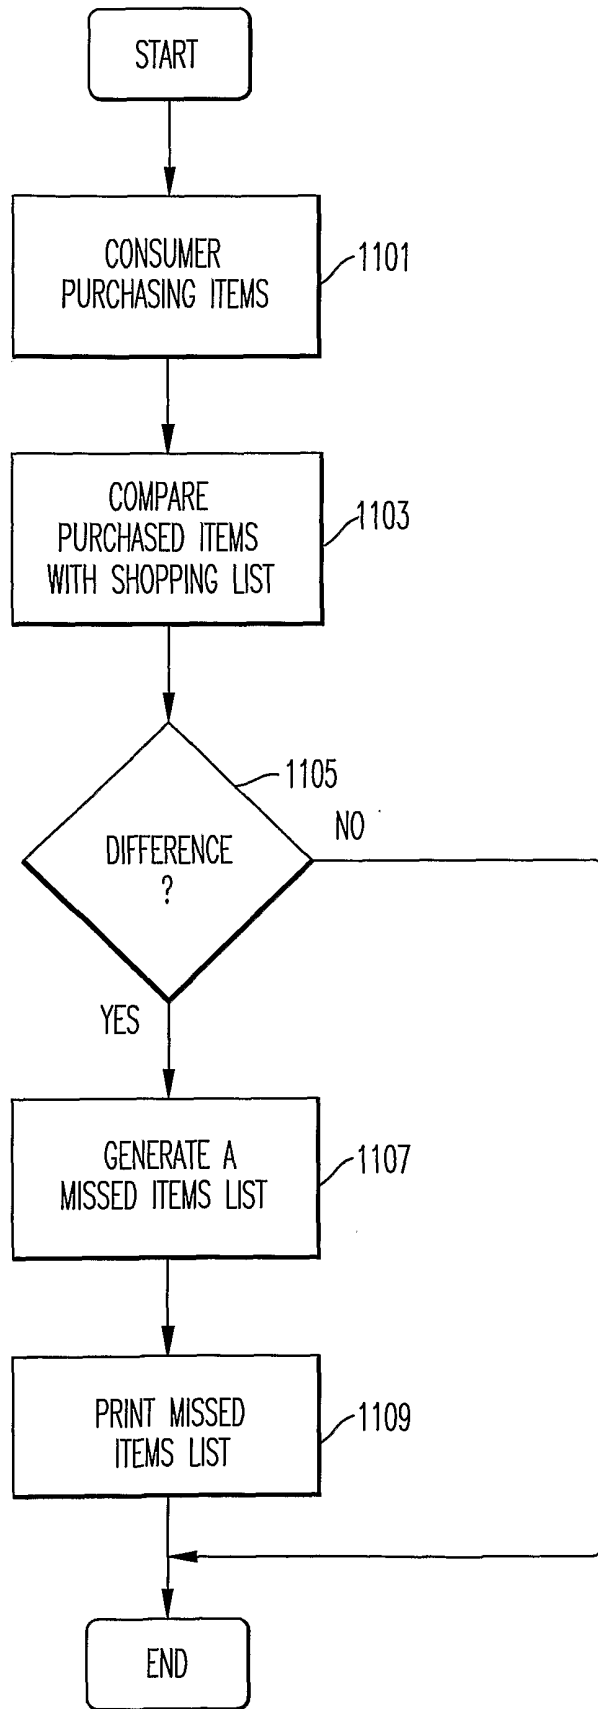 START
CONSUMER
PURCHASING ITEMS
1101
COMPARE
PURCHASED ITEMS
WITH SHOPPING LIST
1103
1105
DIFFERENCE
?
NO
YES
GENERATE A
MISSED ITEMS LIST
1107
PRINT MISSED
ITEMS LIST
1109
END